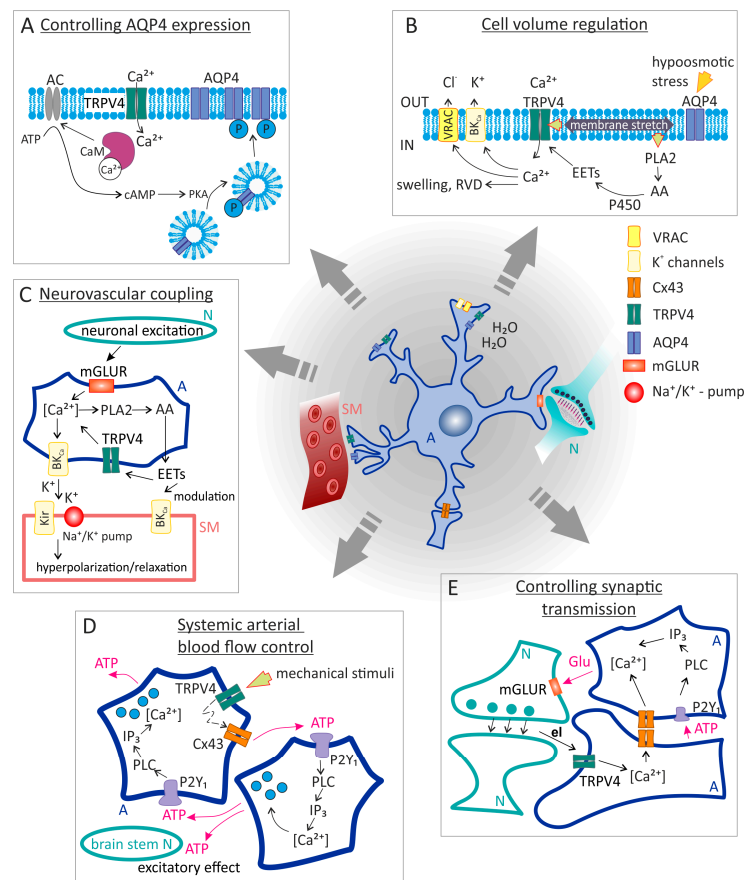 A Controlling AQP4 expression
AC
Ca²⁺
TRPV4
AQP4
ATP
CaM
Ca²⁺
Ca²⁺
P
P
cAMP
PKA
P
B Cell volume regulation
hypoosmotic
stress
Cl⁻
K⁺
Ca²⁺
OUT
TRPV4
AQP4
VRAC
BKCa
membrane stretch
IN
PLA2
Ca²⁺
EETs
AA
swelling, RVD
P450
VRAC
K⁺ channels
Cx43
TRPV4
AQP4
mGLUR
Na⁺/K⁺ - pump
C Neurovascular coupling
N
neuronal excitation
mGLUR
A
[Ca²⁺]
PLA2
AA
TRPV4
BKCa
EETs
K⁺
modulation
K⁺
Kir
BKCa
SM
Na⁺/K⁺ pump
hyperpolarization/relaxation
H₂O
H₂O
SM
A
N
D Systemic arterial
blood flow control
ATP
TRPV4
mechanical stimuli
[Ca²⁺]
IP₃
Cx43
ATP
PLC
P2Y₁
P2Y₁
PLC
A
ATP
IP₃
ATP
[Ca²⁺]
brain stem N
excitatory effect
E Controlling synaptic
transmission
N
Glu
mGLUR
IP₃
A
[Ca²⁺]
PLC
P2Y₁
el
ATP
TRPV4
[Ca²⁺]
N
A